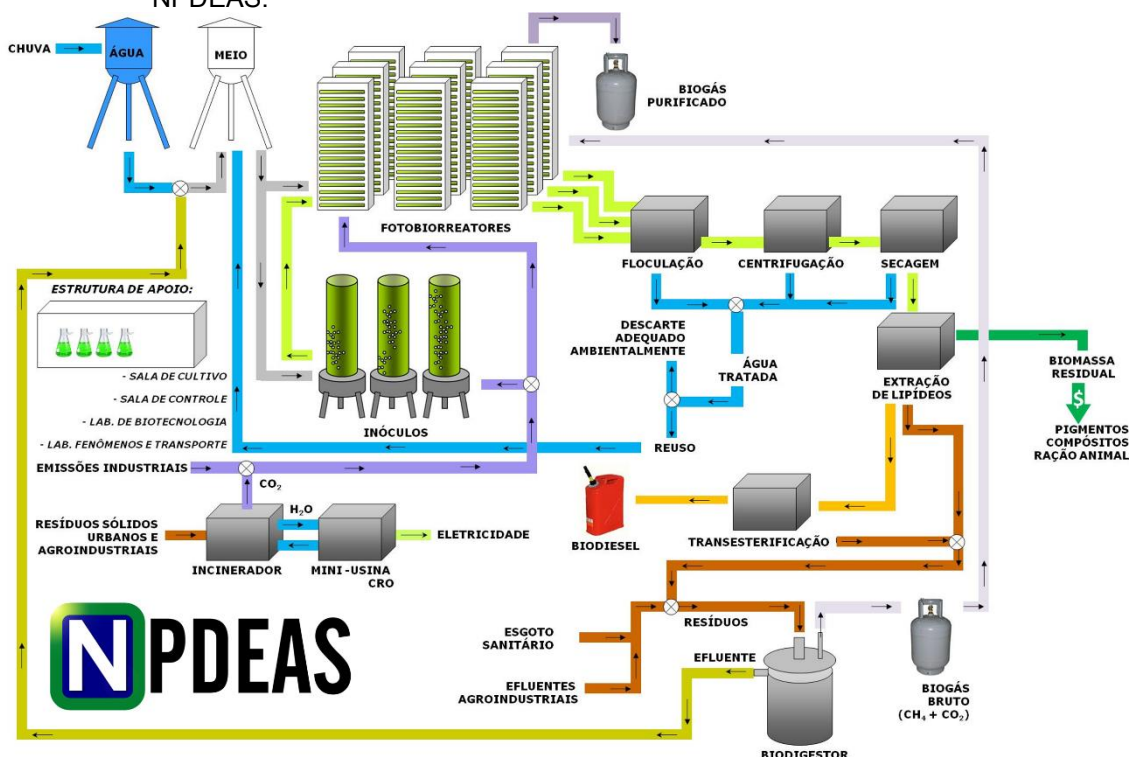 NPDEAS.
CHUVA
ÁGUA
MEIO
BIOGÁS
PURIFICADO
FOTOBIORREATORES
FLOCULAÇÃO
CENTRIFUGAÇÃO
SECAGEM
ESTRUTURA DE APOIO:
- SALA DE CULTIVO
- SALA DE CONTROLE
- LAB. DE BIOTECNOLOGIA
- LAB. FENÔMENOS E TRANSPORTE
INÓCULOS
DESCARTE
ADEQUADO
AMBIENTALMENTE
ÁGUA
TRATADA
REUSO
EXTRAÇÃO
DE LIPÍDEOS
BIOMASSA
RESIDUAL
$
PIGMENTOS
COMPÓSITOS
RAÇÃO ANIMAL
EMISSÕES INDUSTRIAIS
CO₂
H₂O
RESÍDUOS SÓLIDOS
URBANOS E
AGROINDUSTRIAIS
INCINERADOR
MINI-USINA
CRO
ELETRICIDADE
BIODIESEL
TRANSESTERIFICAÇÃO
NPDEAS
ESGOTO
SANITÁRIO
RESÍDUOS
EFLUENTES
AGROINDUSTRIAIS
EFLUENTE
BIODIGESTOR
BIOGÁS
BRUTO
(CH₄ + CO₂)